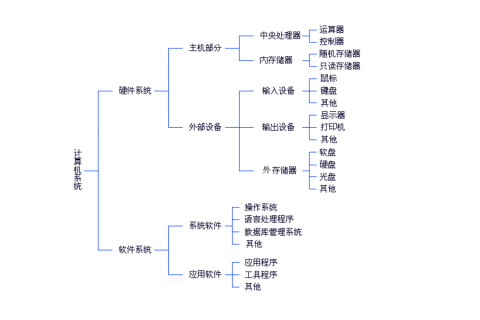 计算机系统
硬件系统
主机部分
中央处理器
运算器
控制器
内存储器
随机存储器
只读存储器
外部设备
输入设备
鼠标
键盘
其他
输出设备
显示器
打印机
其他
外存储器
软盘
硬盘
光盘
其他
软件系统
系统软件
操作系统
语言处理程序
数据库管理系统
其他
应用软件
应用程序
工具程序
其他